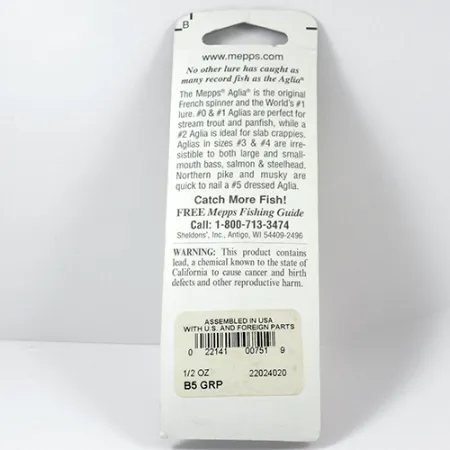 B
www.mepps.com
No other lure has caught as
many record fish as the Aglia®
The Mepps® Aglia® is the original
French spinner and the World's #1
lure. #0 & #1 Aglias are perfect for
stream trout and panfish, while a
#2 Aglia is ideal for slab crappies.
Aglias in sizes #3 & #4 are irre-
sistible to both large and small-
mouth bass, salmon & steelhead.
Northern pike and musky are
quick to nail a #5 dressed Aglia.
Catch More Fish!
FREE Mepps Fishing Guide
Call: 1-800-713-3474
Sheldons', Inc., Antigo, WI 54409-2496
WARNING: This product contains
lead, a chemical known to the state of
California to cause cancer and birth
defects and other reproductive harm.
ASSEMBLED IN USA
WITH U.S. AND FOREIGN PARTS
0 22141 00751 9
1/2 OZ 22024020
B5 GRP